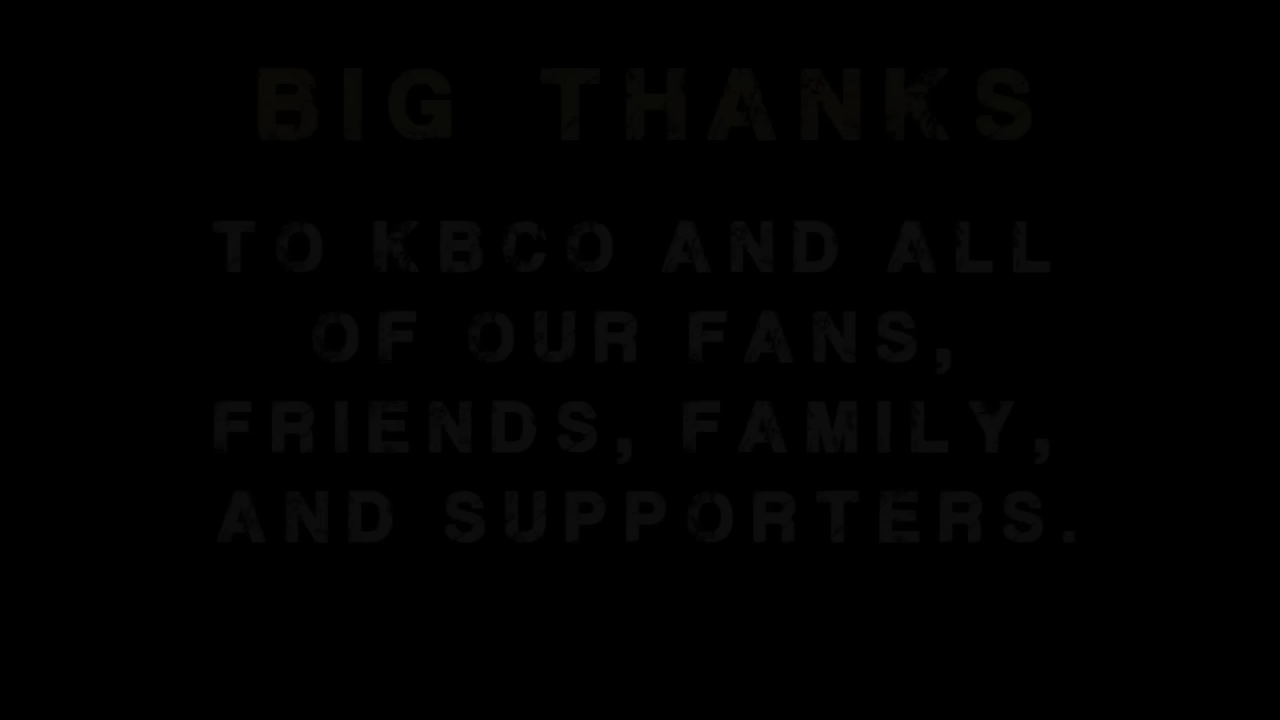 BIG THANKS
TO KBCO AND ALL
OF OUR FANS,
FRIENDS, FAMILY,
AND SUPPORTERS.